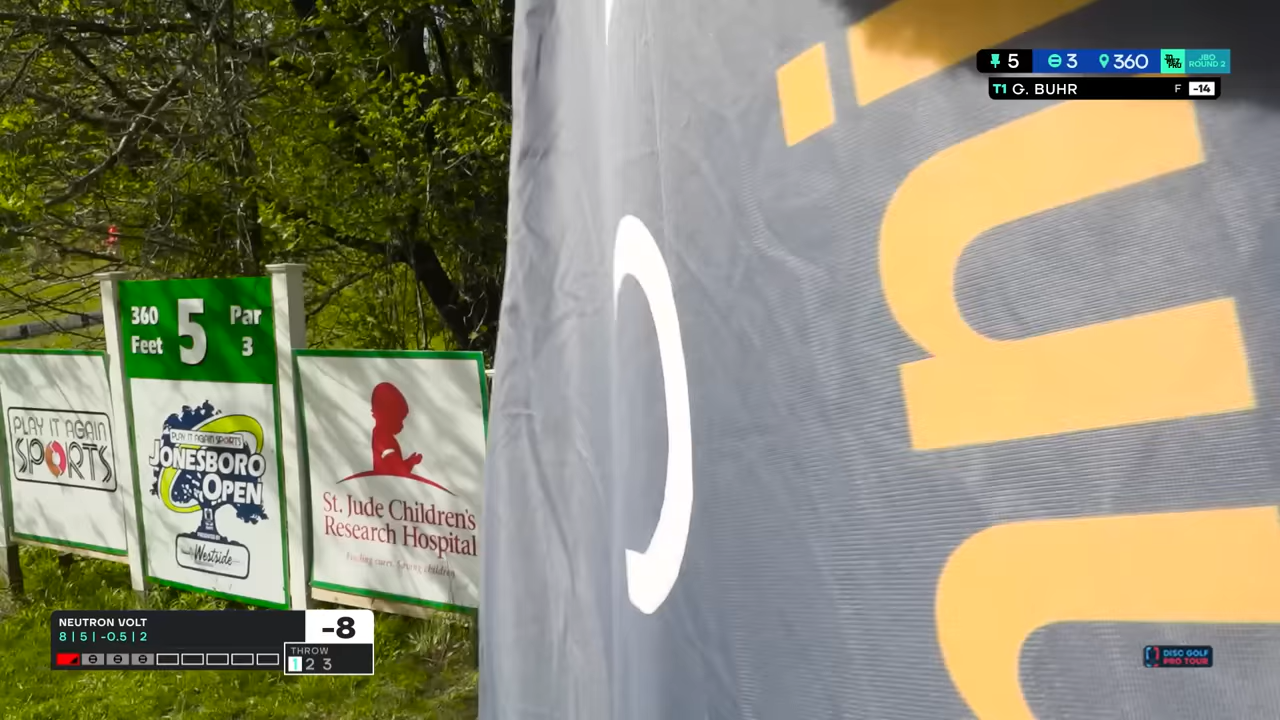 5 3 360
JBO
ROUND 2
T1 G. BUHR F -14
360
Feet
5
Par
3
PLAY IT AGAIN
SPORTS
PLAY IT AGAIN SPORTS
JONESBORO
OPEN
PRESENTED BY
Westside
St. Jude Children's
Research Hospital
Finding cures. Saving children.
NEUTRON VOLT
8 | 5 | -0.5 | 2
-8
THROW
1 2 3
DISC GOLF
PRO TOUR